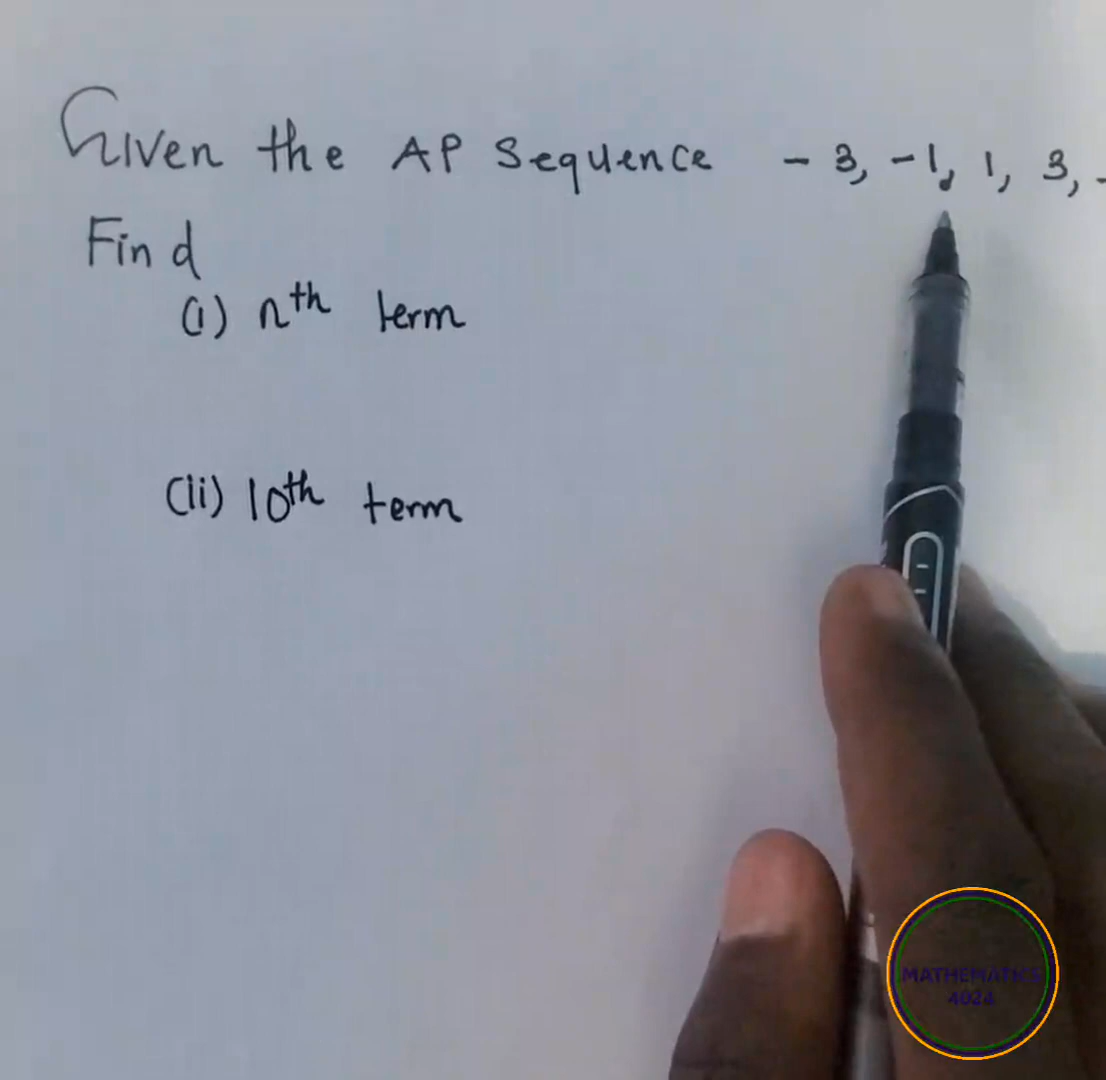 Given the AP Sequence - 3, -1, 1, 3, -
Find
(i) nth term
(ii) 10th term
MATHEMATICS
4024